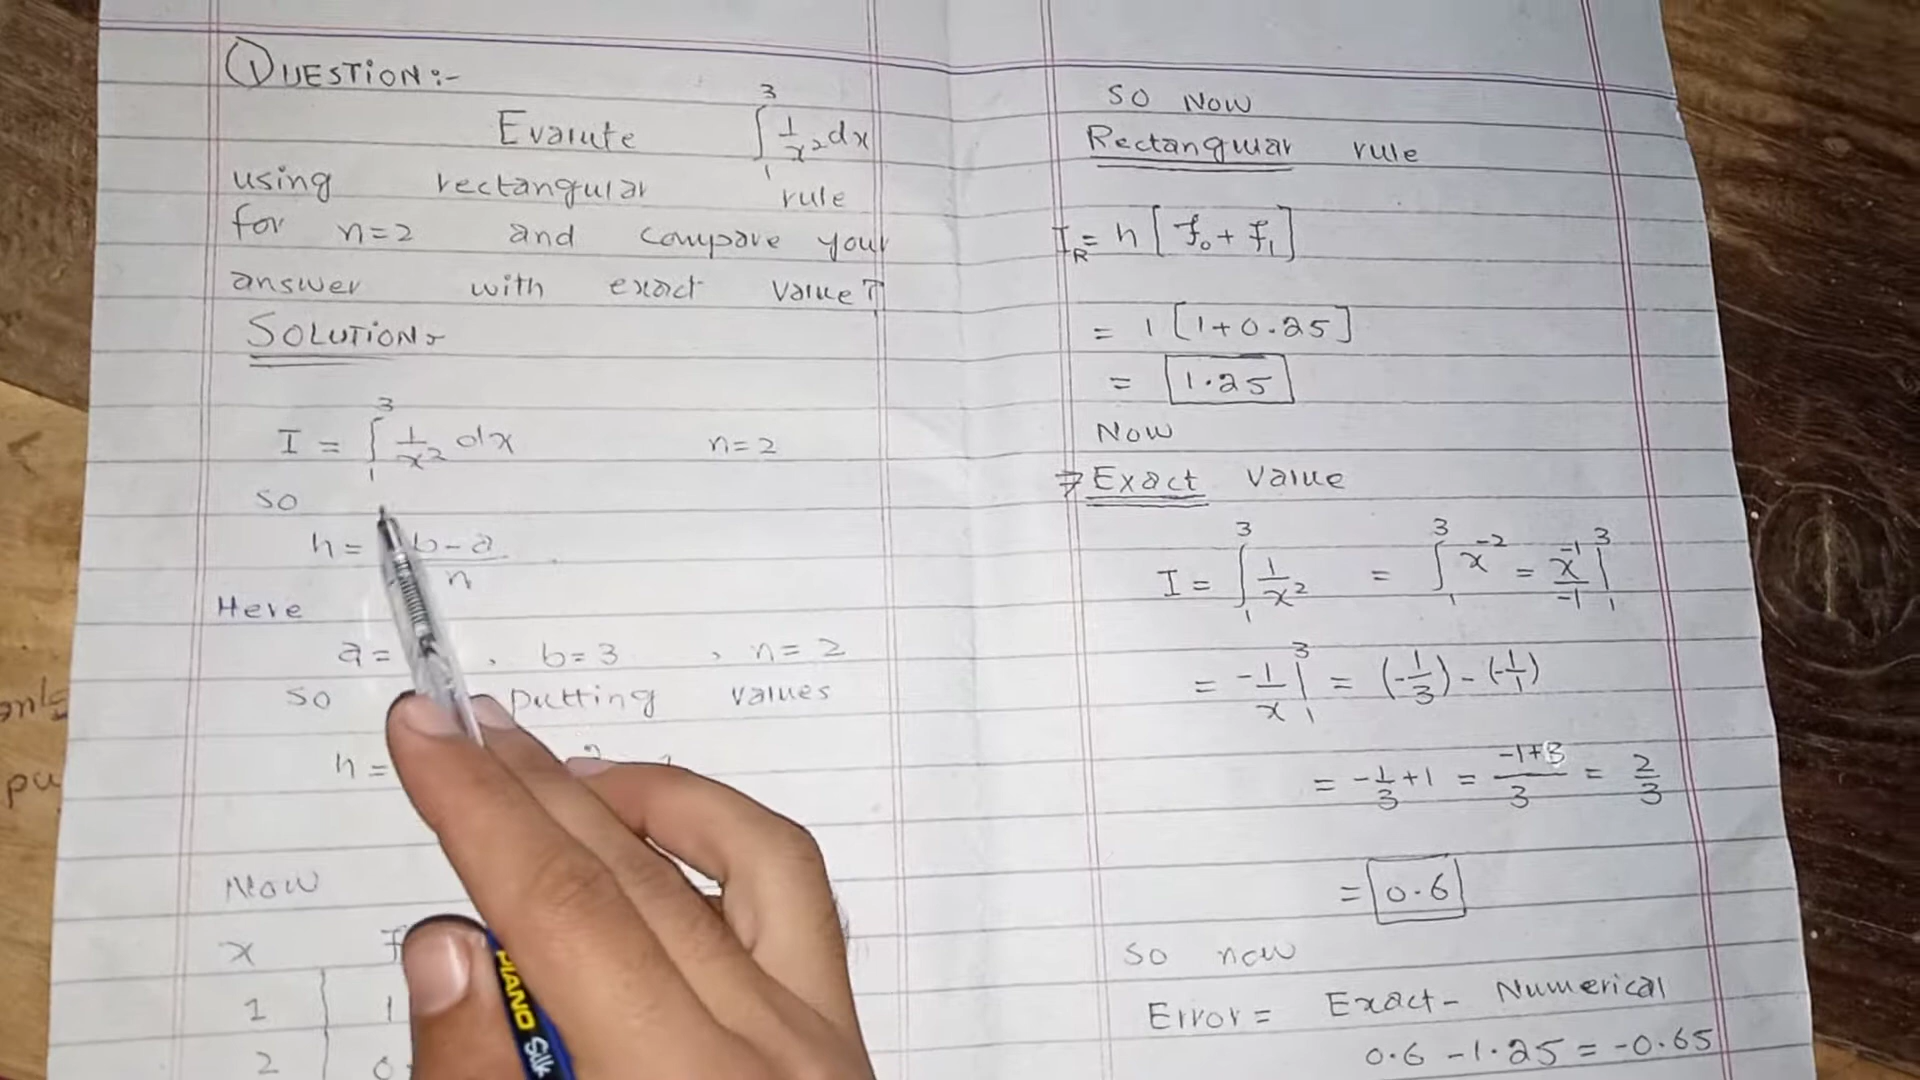 QUESTION:-
Evalute ∫₁³ 1/x² dx
using rectangular rule
for n=2 and compare your
answer with exact value?
SOLUTION:-
I = ∫₁³ 1/x² dx n=2
so
h = b-a/n
Here
a= , b=3 , n=2
so putting values
h =
Now
x
1 | 1
2 | 0.
SO NOW
Rectangular rule
I_R = h [f₀ + f₁]
= 1 [1+0.25]
= 1.25
Now
⇒ Exact value
I = ∫₁³ 1/x² = ∫₁³ x⁻² = x⁻¹/-1 |₁³
= -1/x |₁³ = (-1/3) - (-1/1)
= -1/3 +1 = -1+3/3 = 2/3
= 0.6
so now
Error = Exact - Numerical
0.6 - 1.25 = -0.65
PIANO Silk